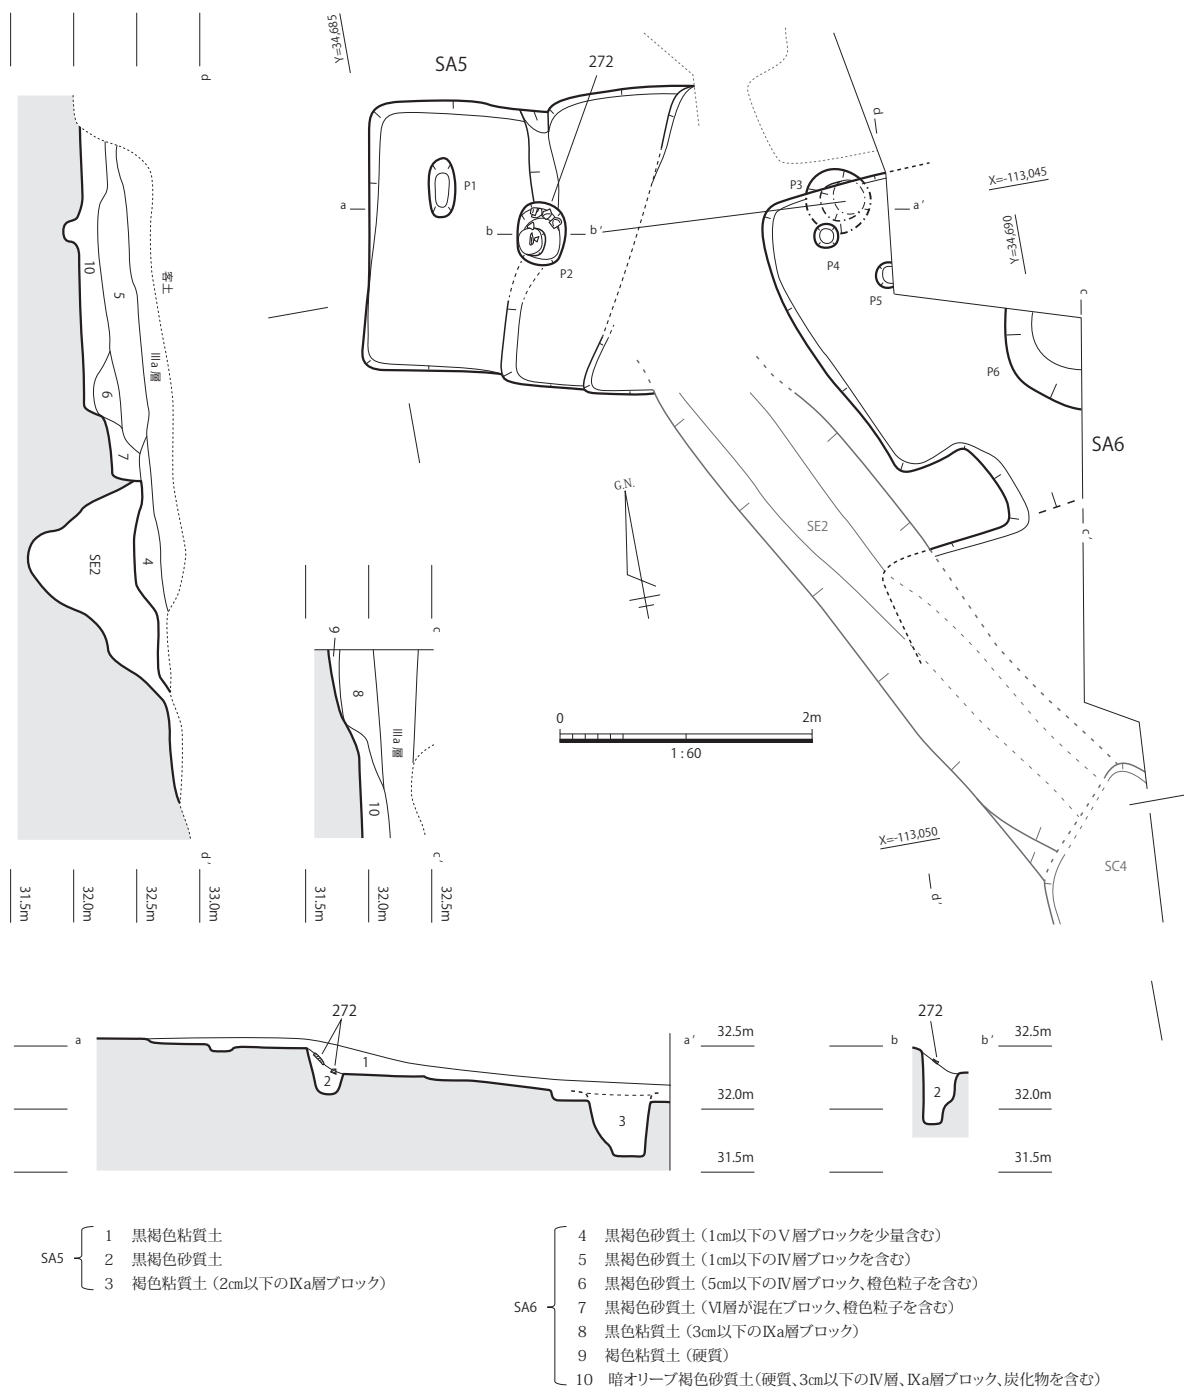 Y=34,685
SA5
272
d
P1
P3
a
a'
X=-113,045
b
b'
P2
P4
Y=34,690
P5
c
P6
SA6
客土
10
5
Ⅲa 層
6
7
SE2
4
G.N.
SE2
c'
9
c
8
Ⅲa 層
10
0
2m
1:60
X=-113,050
SC4
d'
d
d'
c'
31.5m
32.0m
32.5m
33.0m
31.5m
32.0m
32.5m
272
a
1
2
3
a'
32.5m
32.0m
31.5m
272
b
2
b'
32.5m
32.0m
31.5m
SA5
1 黒褐色粘質土
2 黒褐色砂質土
3 褐色粘質土（2㎝以下のⅨa層ブロック）
SA6
4 黒褐色砂質土（1㎝以下のⅤ層ブロックを少量含む）
5 黒褐色砂質土（1㎝以下のⅣ層ブロックを含む）
6 黒褐色砂質土（5㎝以下のⅣ層ブロック、橙色粒子を含む）
7 黒褐色砂質土（Ⅵ層が混在ブロック、橙色粒子を含む）
8 黒色粘質土（3㎝以下のⅨa層ブロック）
9 褐色粘質土（硬質）
10 暗オリーブ褐色砂質土（硬質、3㎝以下のⅣ層、Ⅸa層ブロック、炭化物を含む）